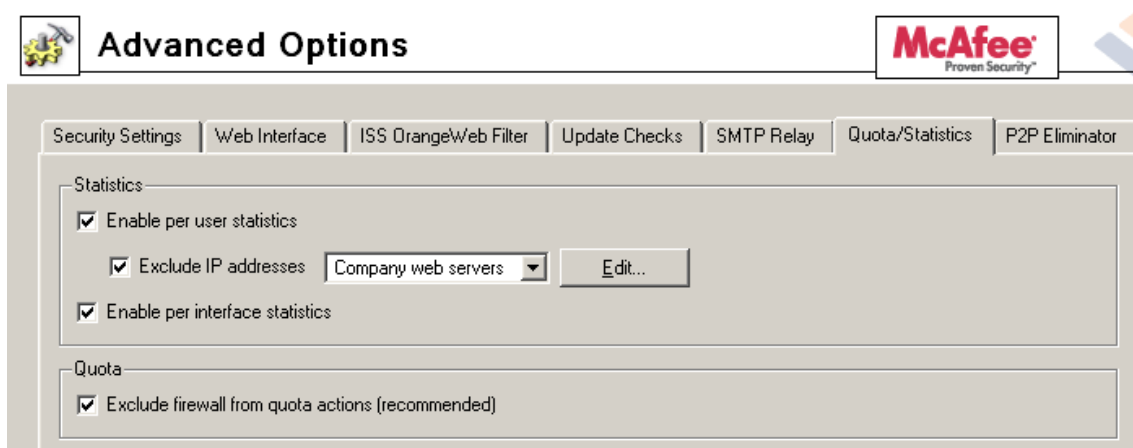 Advanced Options
McAfee
Proven Security™
Security Settings
Web Interface
ISS OrangeWeb Filter
Update Checks
SMTP Relay
Quota/Statistics
P2P Eliminator
Statistics
Enable per user statistics
Exclude IP addresses
Company web servers
Edit...
Enable per interface statistics
Quota
Exclude firewall from quota actions (recommended)